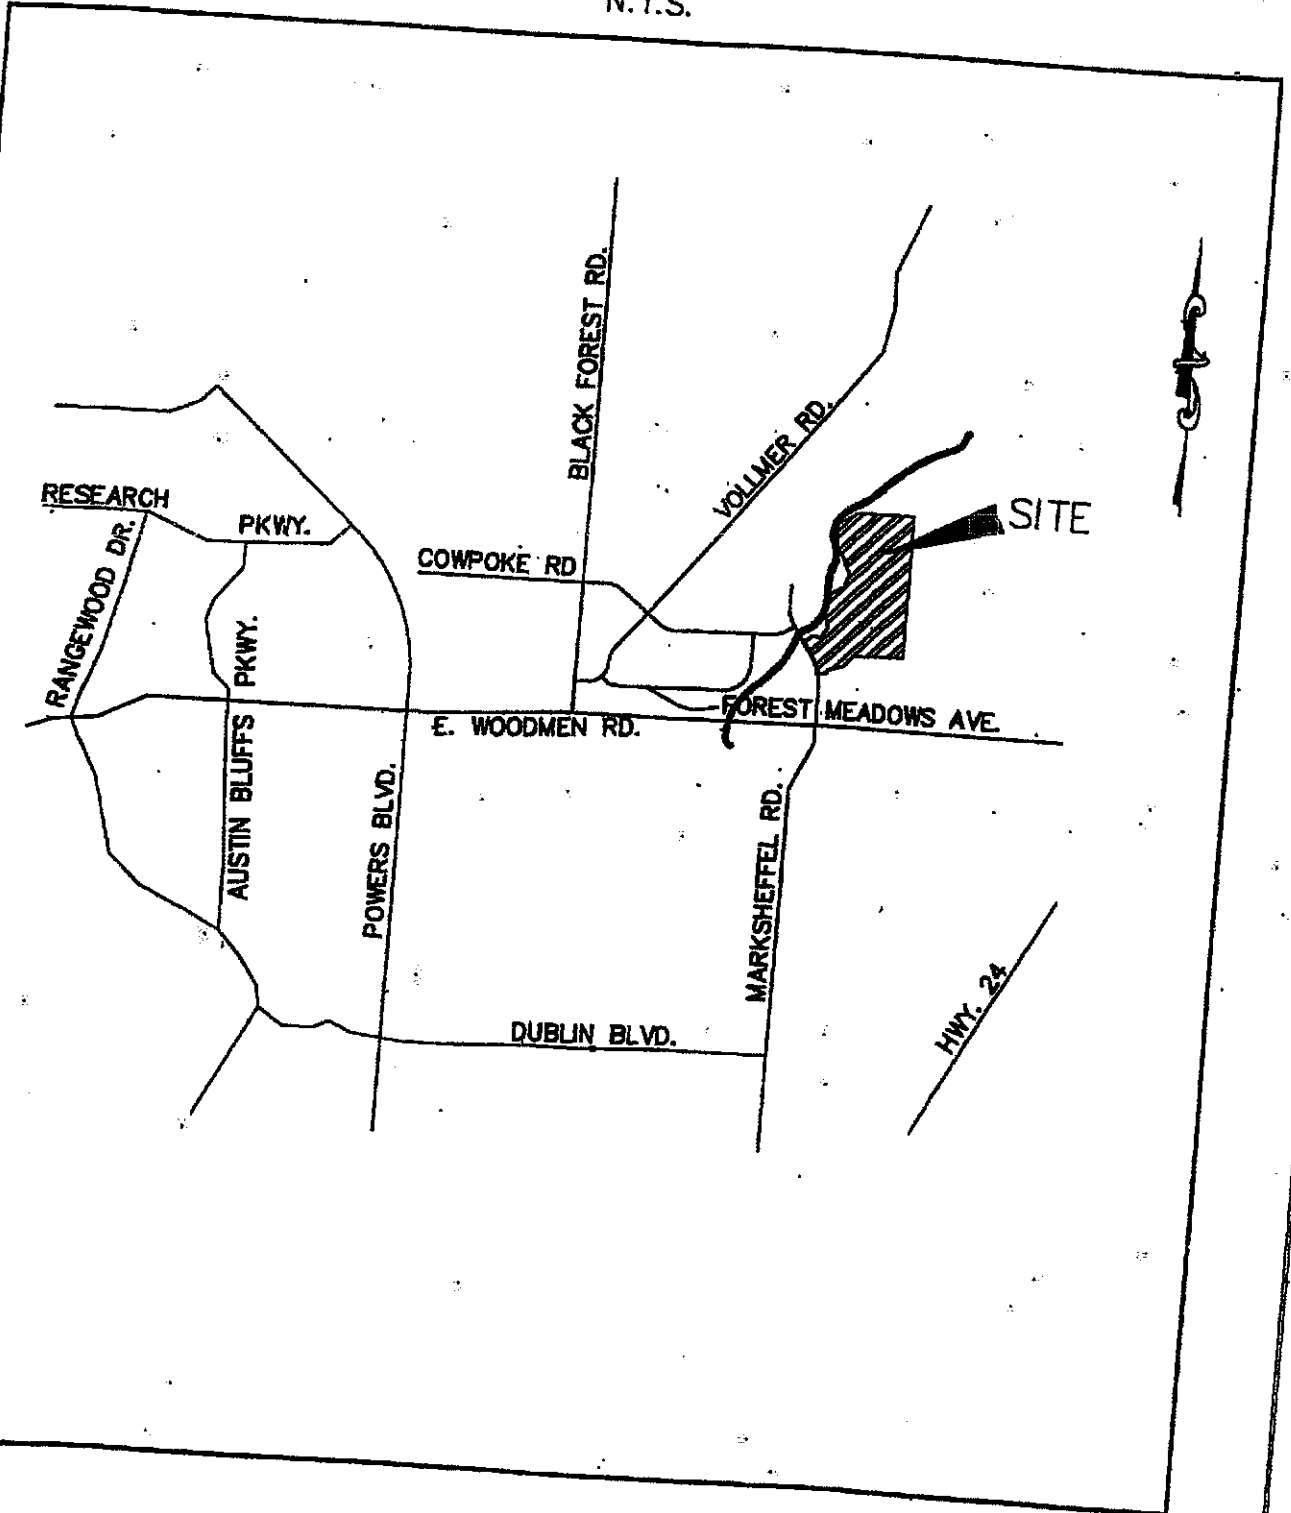 N.T.S.
BLACK FOREST RD.
VOLLMER RD.
SITE
RESEARCH
PKWY.
RANGEWOOD DR.
COWPOKE RD
PKWY.
AUSTIN BLUFFS
E. WOODMEN RD.
FOREST MEADOWS AVE.
POWERS BLVD.
MARKSHEFFEL RD.
HWY. 24
DUBLIN BLVD.